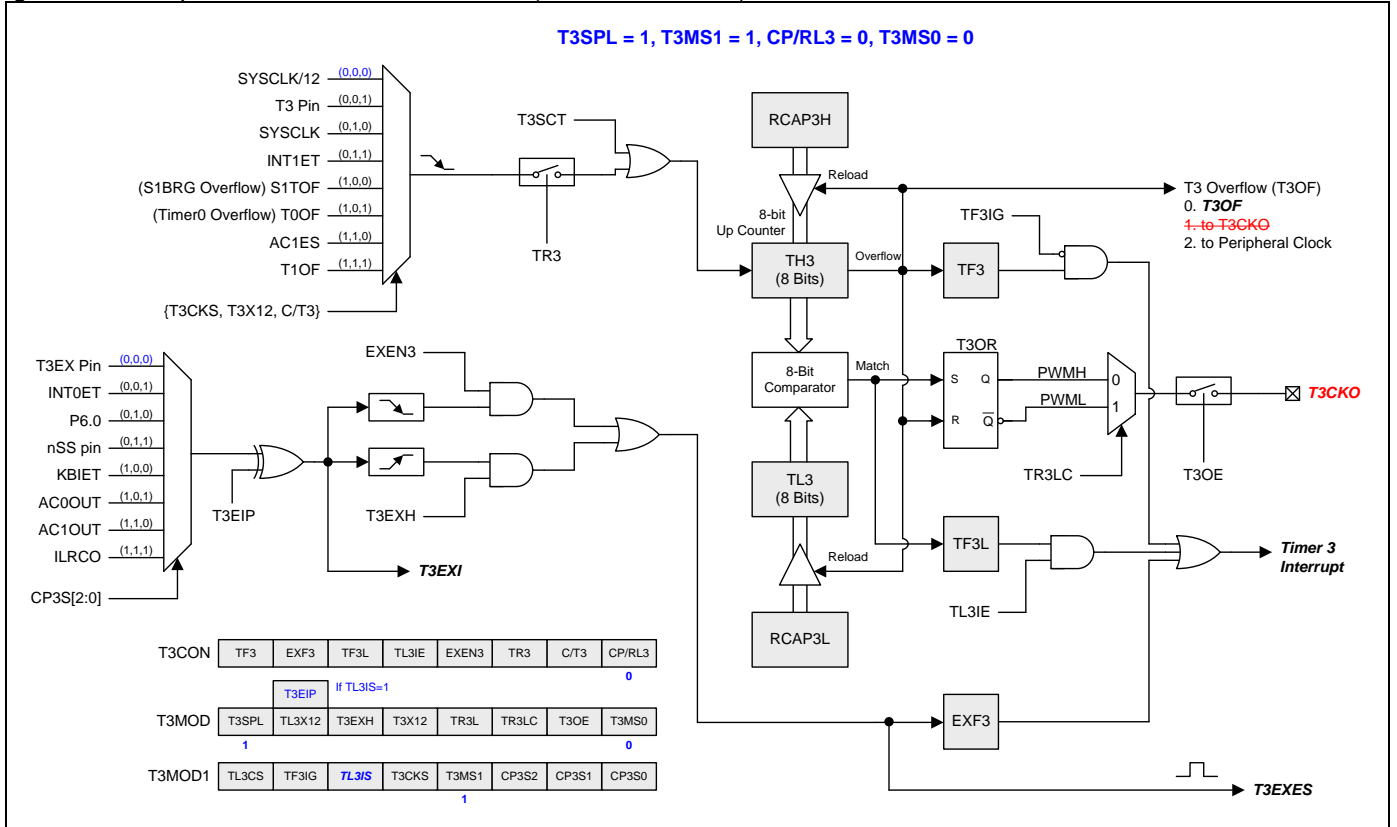 T3SPL = 1, T3MS1 = 1, CP/RL3 = 0, T3MS0 = 0
SYSCLK/12 (0,0,0)
T3 Pin (0,0,1)
SYSCLK (0,1,0)
INT1ET (0,1,1)
(S1BRG Overflow) S1TOF (1,0,0)
(Timer0 Overflow) T0OF (1,0,1)
AC1ES (1,1,0)
T1OF (1,1,1)
{T3CKS, T3X12, C/T3}
T3SCT
TR3
RCAP3H
Reload
8-bit
Up Counter
TH3
(8 Bits)
Overflow
T3 Overflow (T3OF)
0. T3OF
1. to T3CKO
2. to Peripheral Clock
TF3IG
TF3
T3EX Pin (0,0,0)
INT0ET (0,0,1)
P6.0 (0,1,0)
nSS pin (0,1,1)
KBIET (1,0,0)
AC0OUT (1,0,1)
AC1OUT (1,1,0)
ILRCO (1,1,1)
CP3S[2:0]
T3EIP
EXEN3
T3EXH
T3EXI
8-Bit
Comparator
Match
T3OR
S Q
R Q
PWMH
PWML
0
1
TR3LC
T3OE
T3CKO
TL3
(8 Bits)
Reload
RCAP3L
TF3L
TL3IE
Timer 3
Interrupt
EXF3
T3EXES
T3CON TF3 EXF3 TF3L TL3IE EXEN3 TR3 C/T3 CP/RL3
0
T3EIP If TL3IS=1
T3MOD T3SPL TL3X12 T3EXH T3X12 TR3L TR3LC T3OE T3MS0
1 0
T3MOD1 TL3CS TF3IG TL3IS T3CKS T3MS1 CP3S2 CP3S1 CP3S0
1